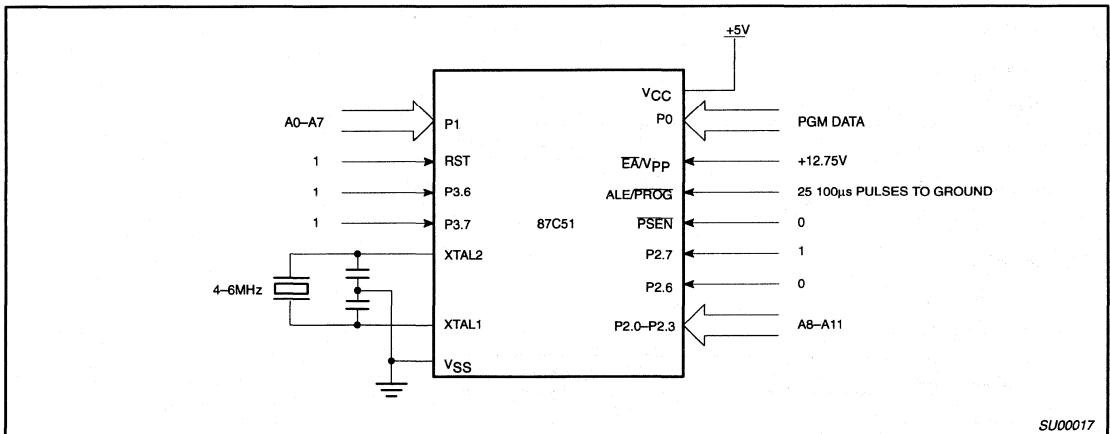 +5V
VCC
A0–A7
P1
P0
PGM DATA
1
RST
EA/VPP
+12.75V
1
P3.6
ALE/PROG
25 100µs PULSES TO GROUND
1
P3.7
87C51
PSEN
0
XTAL2
P2.7
1
4–6MHz
P2.6
0
XTAL1
P2.0–P2.3
A8–A11
VSS
SU00017